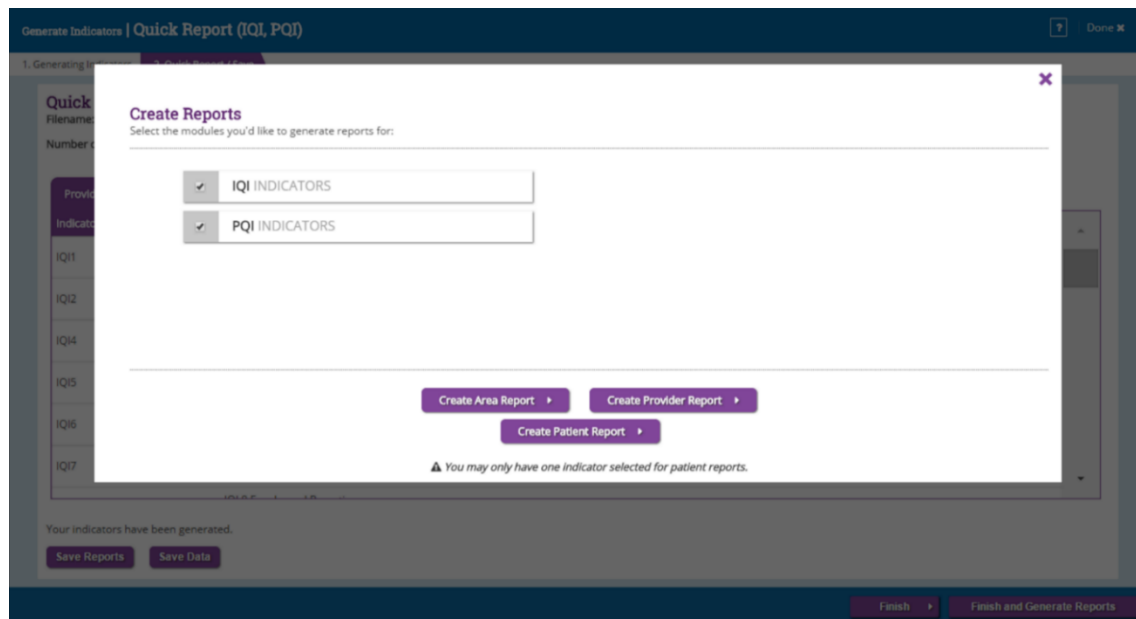 Generate Indicators | Quick Report (IQI, PQI)
? Done ✖
1. Generating
Quick
Filename:
Number
Create Reports
Select the modules you'd like to generate reports for:
IQI INDICATORS
PQI INDICATORS
IQI1
IQI2
IQI4
IQI5
IQI6
IQI7
Create Area Report
Create Provider Report
Create Patient Report
You may only have one indicator selected for patient reports.
Your indicators have been generated.
Save Reports Save Data
Finish Finish and Generate Reports